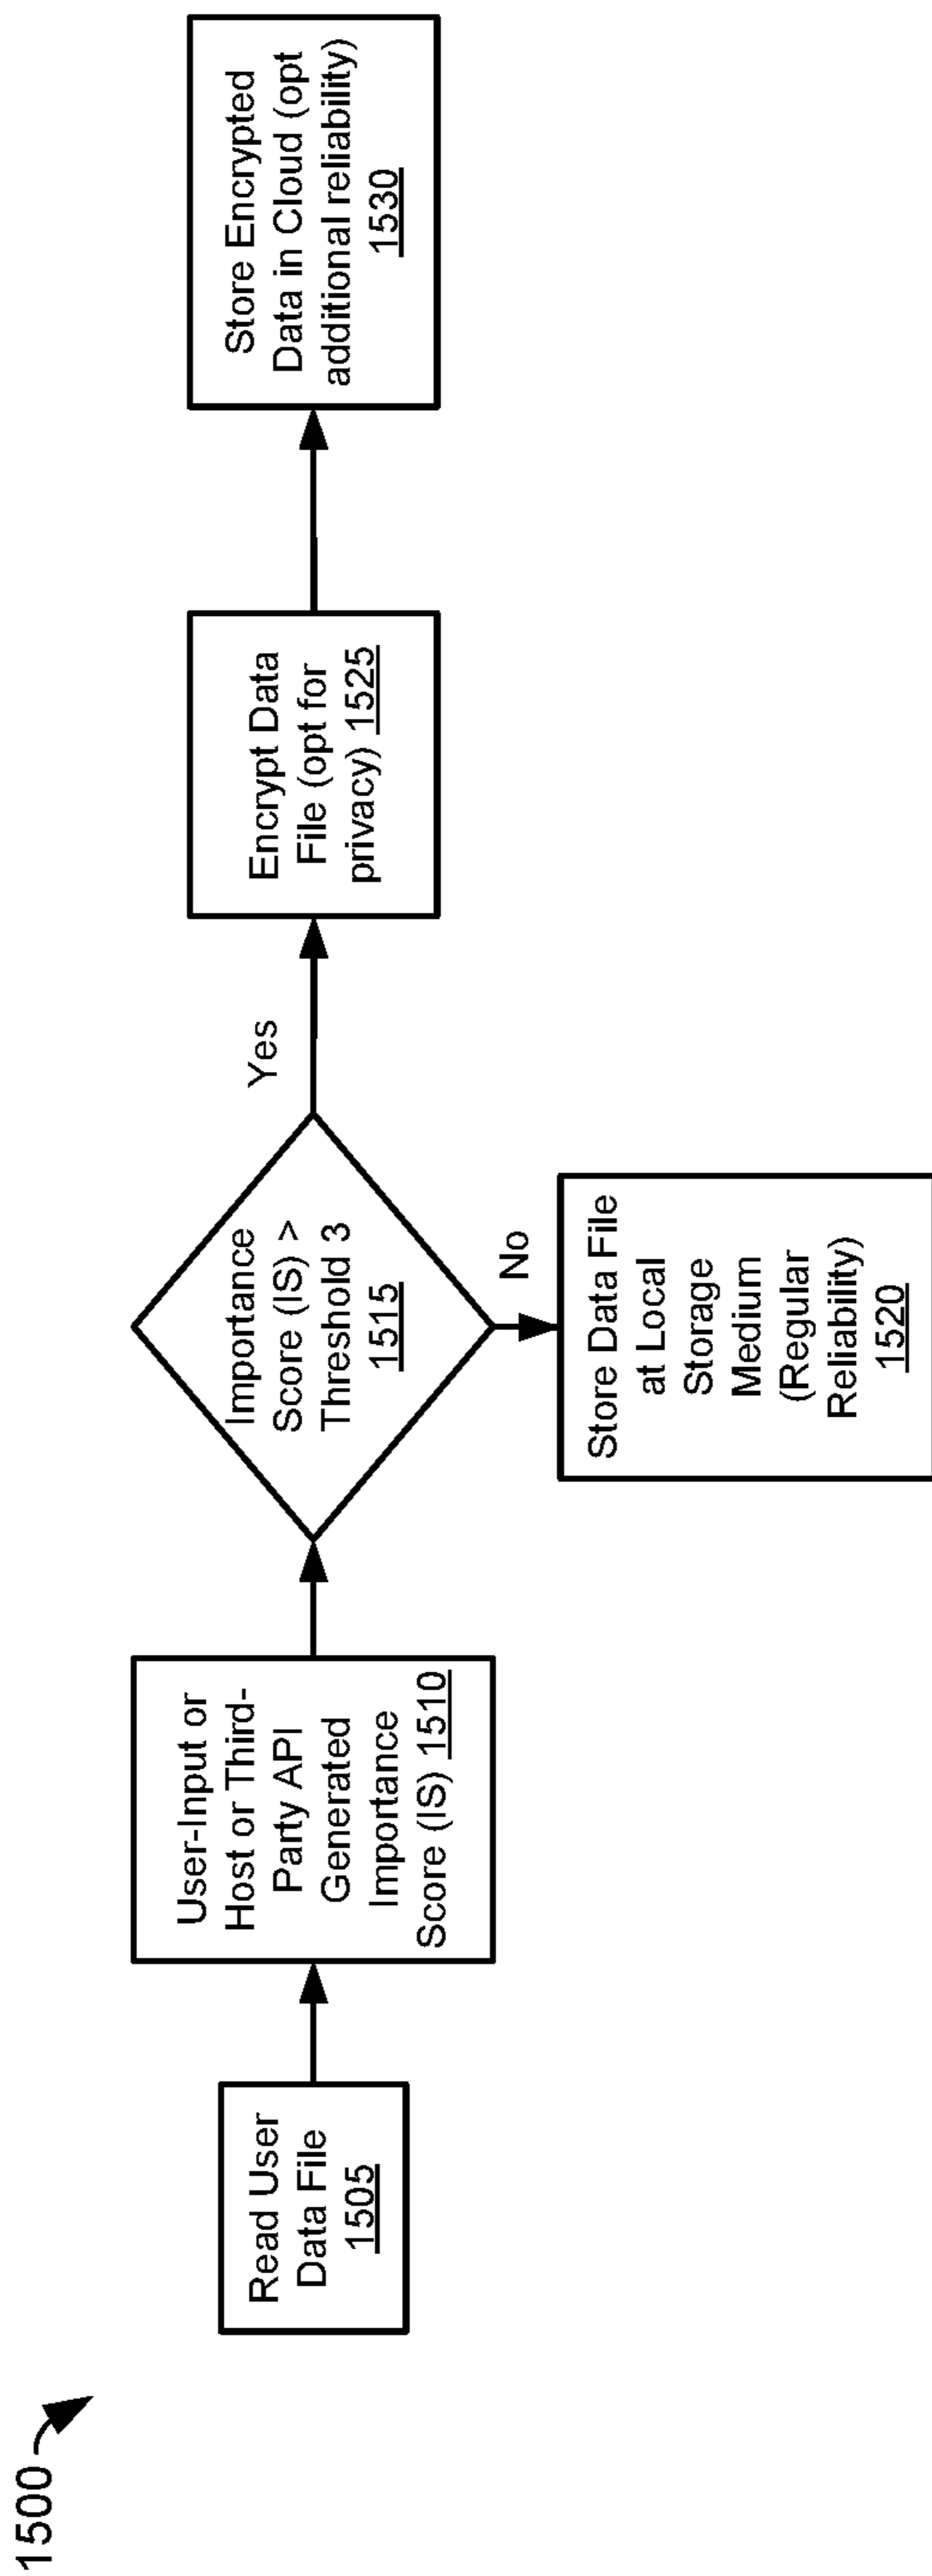 1500
Read User
Data File
1505
User-Input or
Host or Third-
Party API
Generated
Importance
Score (IS) 1510
Importance
Score (IS) >
Threshold 3
1515
Yes
No
Store Data File
at Local
Storage
Medium
(Regular
Reliability)
1520
Encrypt Data
File (opt for
privacy) 1525
Store Encrypted
Data in Cloud (opt
additional reliability)
1530